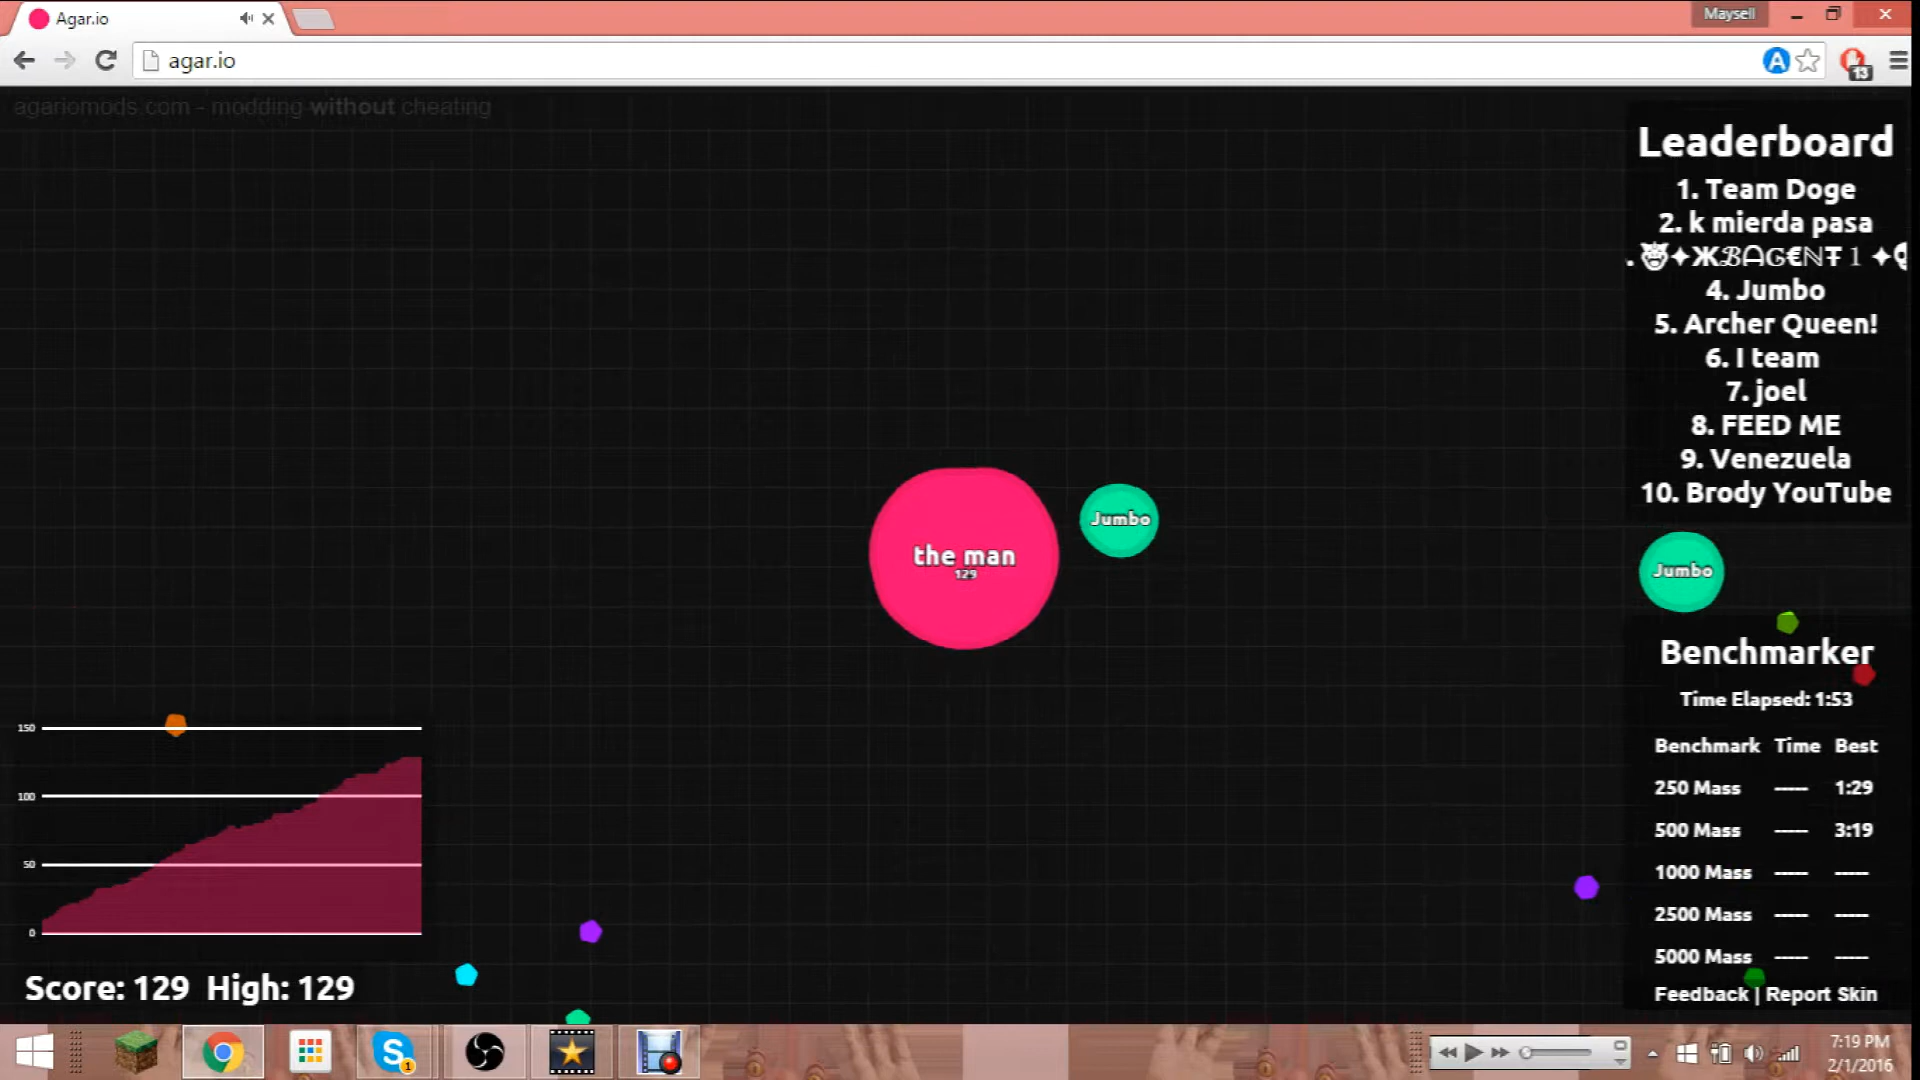 Agar.io
Maysell
agar.io
A
13
agariomods.com - modding without cheating
Leaderboard
1. Team Doge
2. k mierda pasa
4. Jumbo
5. Archer Queen!
6. I team
7. joel
8. FEED ME
9. Venezuela
10. Brody YouTube
Jumbo
the man
129
Jumbo
Benchmarker
Time Elapsed: 1:53
Benchmark Time Best
250 Mass ----- 1:29
500 Mass ----- 3:19
1000 Mass ----- -----
2500 Mass ----- -----
5000 Mass ----- -----
Feedback | Report Skin
150
100
50
0
Score: 129 High: 129
S
1
7:19 PM
2/1/2016